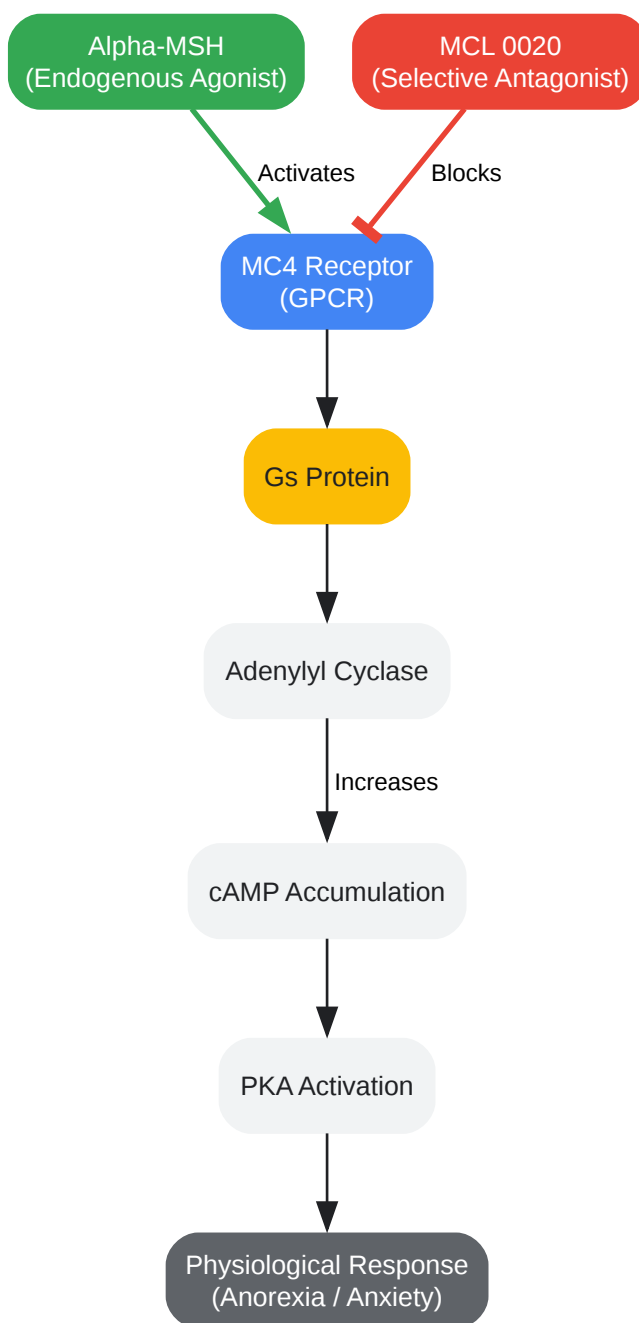 Alpha-MSH
(Endogenous Agonist)
MCL 0020
(Selective Antagonist)
Activates
Blocks
MC4 Receptor
(GPCR)
Gs Protein
Adenylyl Cyclase
Increases
cAMP Accumulation
PKA Activation
Physiological Response
(Anorexia / Anxiety)